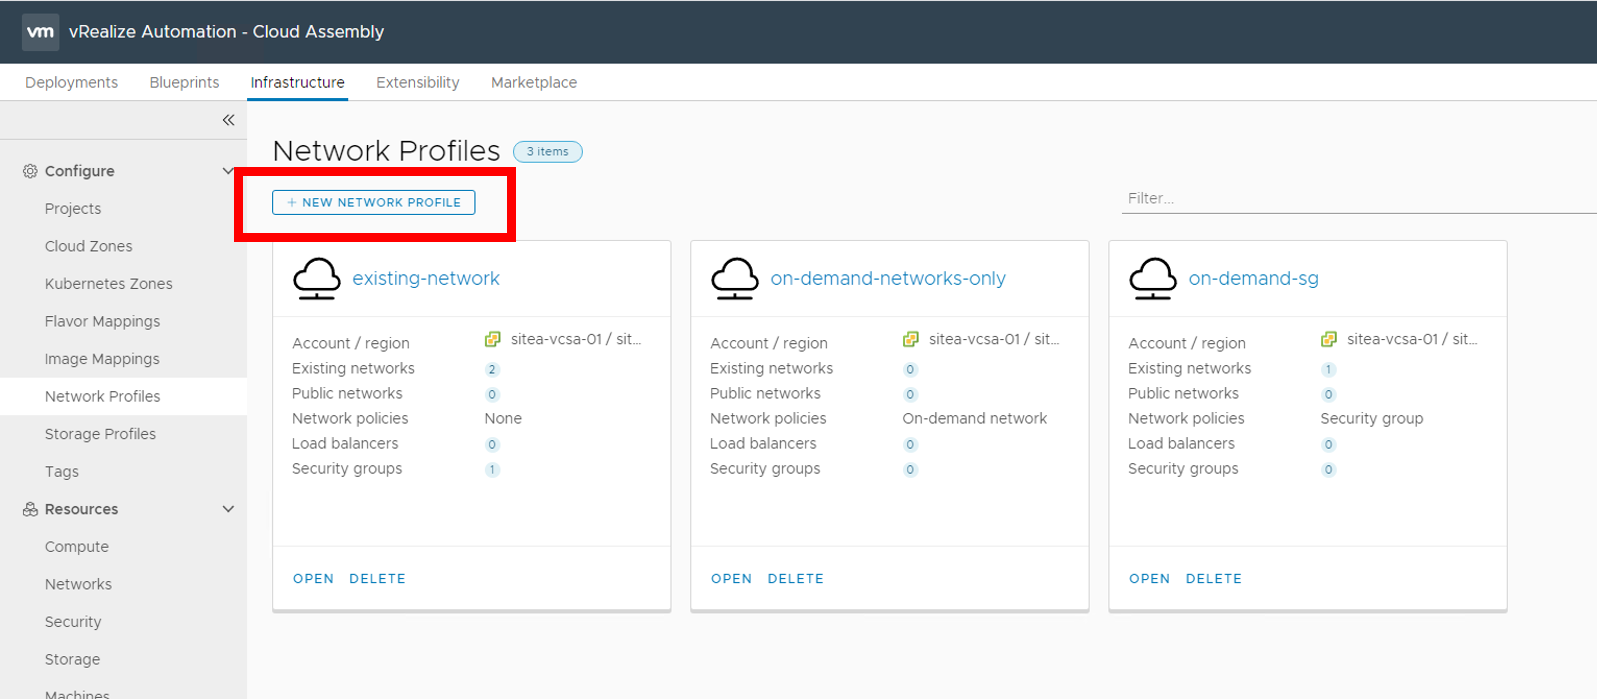 vm vRealize Automation - Cloud Assembly
Deployments Blueprints Infrastructure Extensibility Marketplace
Configure
Projects
Cloud Zones
Kubernetes Zones
Flavor Mappings
Image Mappings
Network Profiles
Storage Profiles
Tags
Resources
Compute
Networks
Security
Storage
Machines
Network Profiles 3 items
+ NEW NETWORK PROFILE
Filter...
existing-network
Account / region sitea-vcsa-01 / sit...
Existing networks 2
Public networks 0
Network policies None
Load balancers 0
Security groups 1
OPEN DELETE
on-demand-networks-only
Account / region sitea-vcsa-01 / sit...
Existing networks 0
Public networks 0
Network policies On-demand network
Load balancers 0
Security groups 0
OPEN DELETE
on-demand-sg
Account / region sitea-vcsa-01 / sit...
Existing networks 1
Public networks 0
Network policies Security group
Load balancers 0
Security groups 0
OPEN DELETE